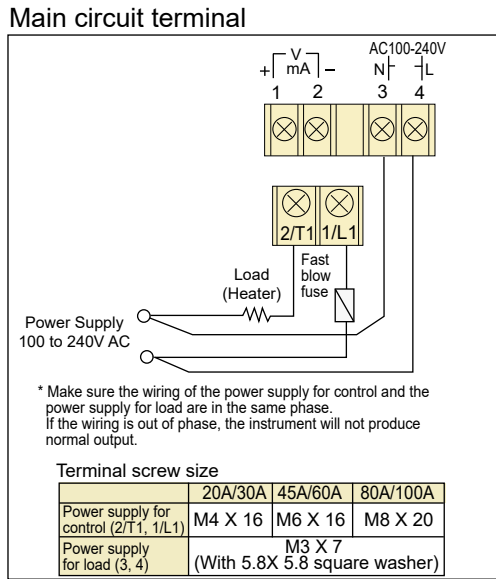 Main circuit terminal
V
mA
+
−
AC100-240V
N
L
1
2
3
4
2/T1
1/L1
Load
(Heater)
Fast
blow
fuse
Power Supply
100 to 240V AC
* Make sure the wiring of the power supply for control and the
power supply for load are in the same phase.
If the wiring is out of phase, the instrument will not produce
normal output.
Terminal screw size
20A/30A 45A/60A 80A/100A
Power supply for
control (2/T1, 1/L1)
M4 X 16 M6 X 16 M8 X 20
Power supply
for load (3, 4)
M3 X 7
(With 5.8X 5.8 square washer)